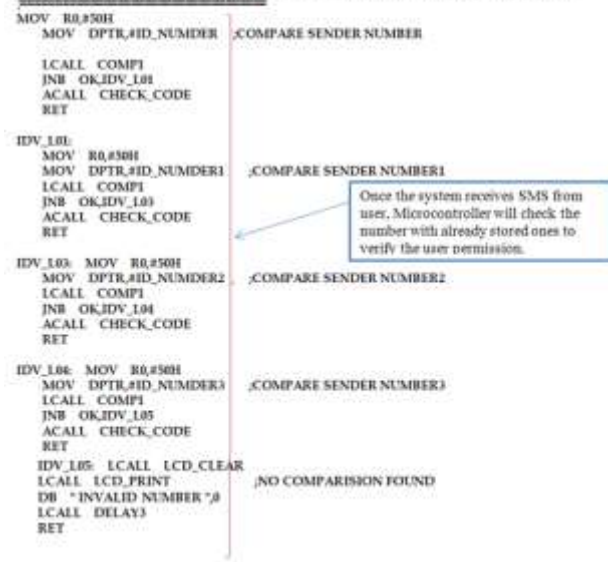 MOV R0,#50H
MOV DPTR,#ID_NUMDER ;COMPARE SENDER NUMBER
LCALL COMP1
JNB OK,IDV_L01
ACALL CHECK_CODE
RET
IDV_L01:
MOV R0,#50H
MOV DPTR,#ID_NUMDER1 ;COMPARE SENDER NUMBER1
LCALL COMP1
JNB OK,IDV_L03
ACALL CHECK_CODE
RET
Once the system receives SMS from
user, Microcontroller will check the
number with already stored ones to
verify the user permission.
IDV_L03: MOV R0,#50H
MOV DPTR,#ID_NUMDER2 ;COMPARE SENDER NUMBER2
LCALL COMP1
JNB OK,IDV_L04
ACALL CHECK_CODE
RET
IDV_L04: MOV R0,#50H
MOV DPTR,#ID_NUMDER3 ;COMPARE SENDER NUMBER3
LCALL COMP1
JNB OK,IDV_L05
ACALL CHECK_CODE
RET
IDV_L05: LCALL LCD_CLEAR
LCALL LCD_PRINT ;NO COMPARISION FOUND
DB "INVALID NUMBER ",0
LCALL DELAY3
RET